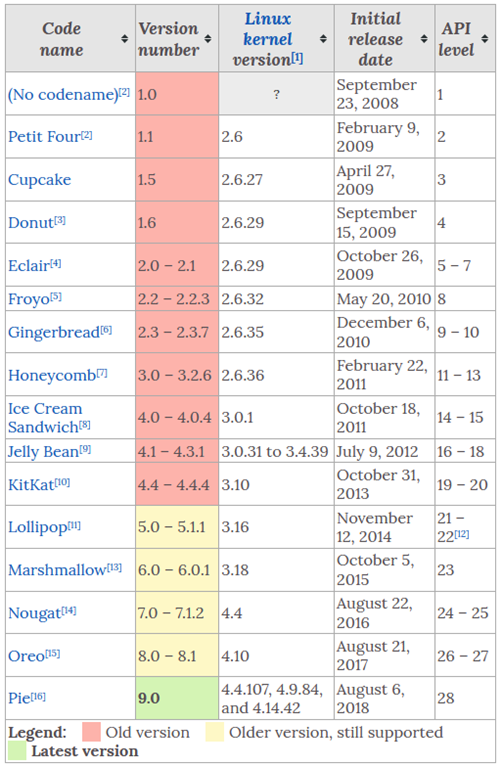 Code name Version number Linux kernel version[1] Initial release date API level
(No codename)[2] 1.0 ? September 23, 2008 1
Petit Four[2] 1.1 2.6 February 9, 2009 2
Cupcake 1.5 2.6.27 April 27, 2009 3
Donut[3] 1.6 2.6.29 September 15, 2009 4
Eclair[4] 2.0 – 2.1 2.6.29 October 26, 2009 5 – 7
Froyo[5] 2.2 – 2.2.3 2.6.32 May 20, 2010 8
Gingerbread[6] 2.3 – 2.3.7 2.6.35 December 6, 2010 9 – 10
Honeycomb[7] 3.0 – 3.2.6 2.6.36 February 22, 2011 11 – 13
Ice Cream Sandwich[8] 4.0 – 4.0.4 3.0.1 October 18, 2011 14 – 15
Jelly Bean[9] 4.1 – 4.3.1 3.0.31 to 3.4.39 July 9, 2012 16 – 18
KitKat[10] 4.4 – 4.4.4 3.10 October 31, 2013 19 – 20
Lollipop[11] 5.0 – 5.1.1 3.16 November 12, 2014 21 – 22[12]
Marshmallow[13] 6.0 – 6.0.1 3.18 October 5, 2015 23
Nougat[14] 7.0 – 7.1.2 4.4 August 22, 2016 24 – 25
Oreo[15] 8.0 – 8.1 4.10 August 21, 2017 26 – 27
Pie[16] 9.0 4.4.107, 4.9.84, and 4.14.42 August 6, 2018 28
Legend: Old version Older version, still supported
Latest version